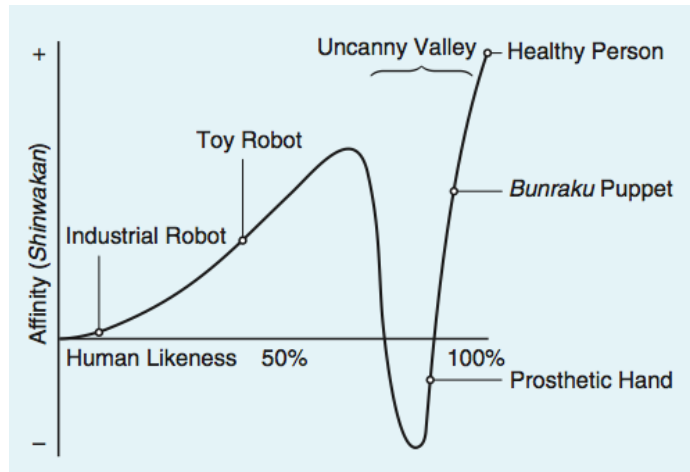 +
Uncanny Valley
Healthy Person
Toy Robot
Bunraku Puppet
Industrial Robot
Affinity (Shinwakan)
Human Likeness 50% 100%
Prosthetic Hand
–